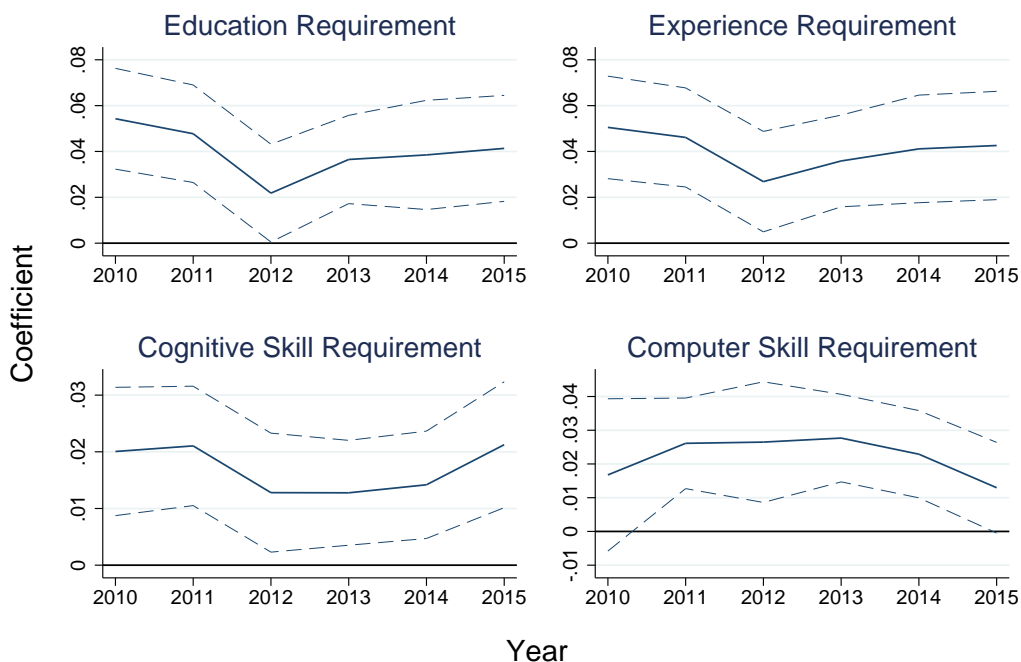 Education Requirement
.08
.06
.04
.02
0
2010 2011 2012 2013 2014 2015
Experience Requirement
.08
.06
.04
.02
0
2010 2011 2012 2013 2014 2015
Cognitive Skill Requirement
.03
.02
.01
0
2010 2011 2012 2013 2014 2015
Computer Skill Requirement
.04
.03
.02
.01
0
-.01
2010 2011 2012 2013 2014 2015
Coefficient
Year